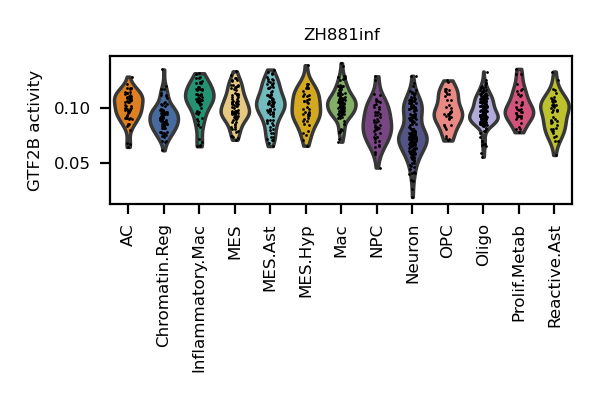 ZH881inf
GTF2B activity
0.10
0.05
AC
Chromatin.Reg
Inflammatory.Mac
MES
MES.Ast
MES.Hyp
Mac
NPC
Neuron
OPC
Oligo
Prolif.Metab
Reactive.Ast